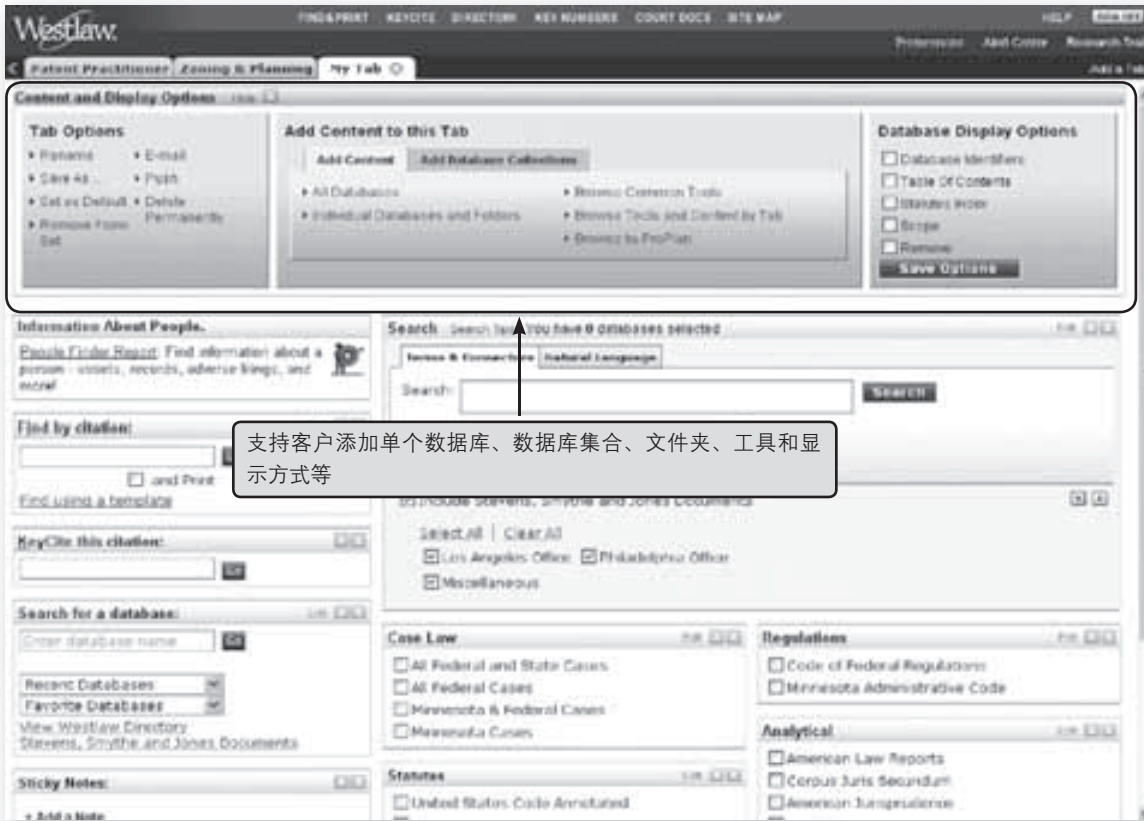 Westlaw.
FIND&PRINT KEYCITE DIRECTORY KEY NUMBERS COURT DOCS SITE MAP
HELP
Preferences Alert Center Research Trail
Patent Practitioner Zoning & Planning My Tab
Add a Tab
Content and Display Options
Tab Options
Rename
E-mail
Save As...
Push
Set as Default
Delete Permanently
Remove From Set
Add Content to this Tab
Add Content Add Database Collections
All Databases
Individual Databases and Folders
Browse Common Tools
Browse Tools and Content by Tab
Browse by ProPlan
Database Display Options
Database Identifiers
Table Of Contents
Statutes Index
Scope
Remove
Save Options
Information About People.
People Finder Report: Find information about a
person - assets, records, adverse filings, and
more!
Find by citation:
and Print
Find using a template
KeyCite this citation:
Go
Search for a database:
Enter database name
Go
Recent Databases
Favorite Databases
View Westlaw Directory
Stevens, Smythe and Jones Documents
Sticky Notes:
+ Add a Note
Search
You have 0 databases selected
Terms & Connectors Natural Language
Search:
Search
支持客户添加单个数据库、数据库集合、文件夹、工具和显
示方式等
Include Stevens, Smythe and Jones Documents
Select All | Clear All
Los Angeles Office Philadelphia Office
Miscellaneous
Case Law
All Federal and State Cases
All Federal Cases
Minnesota & Federal Cases
Minnesota Cases
Statutes
United States Code Annotated
Regulations
Code of Federal Regulations
Minnesota Administrative Code
Analytical
American Law Reports
Corpus Juris Secundum
American Jurisprudence